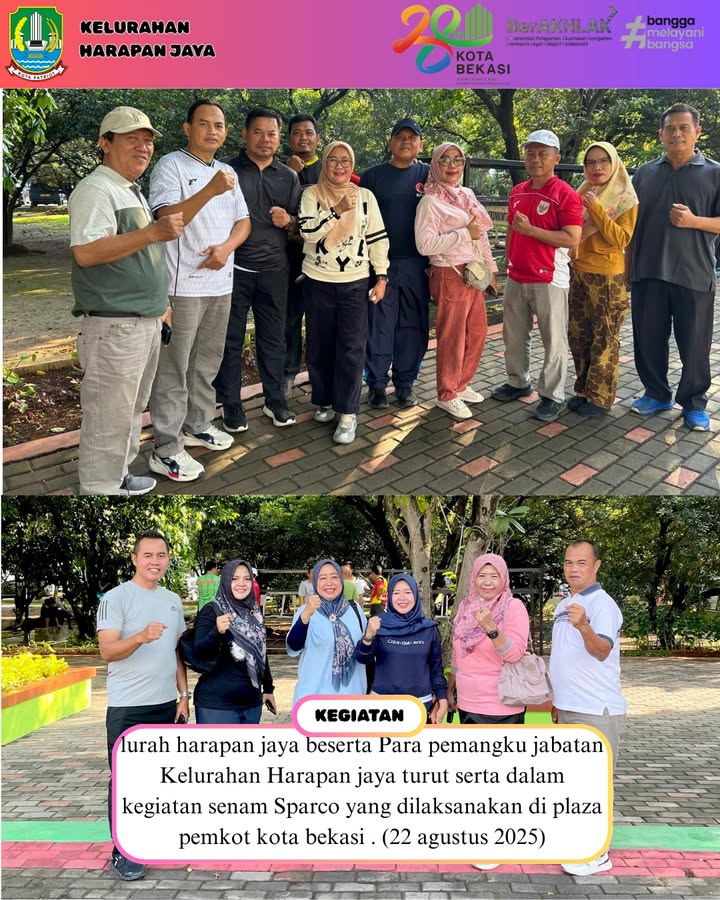 KELURAHAN
HARAPAN JAYA
KOTA PATRIOT
28
KOTA
BEKASI
BerAKHLAK
#bangga
melayani
bangsa
KEGIATAN
lurah harapan jaya beserta Para pemangku jabatan
Kelurahan Harapan jaya turut serta dalam
kegiatan senam Sparco yang dilaksanakan di plaza
pemkot kota bekasi . (22 agustus 2025)